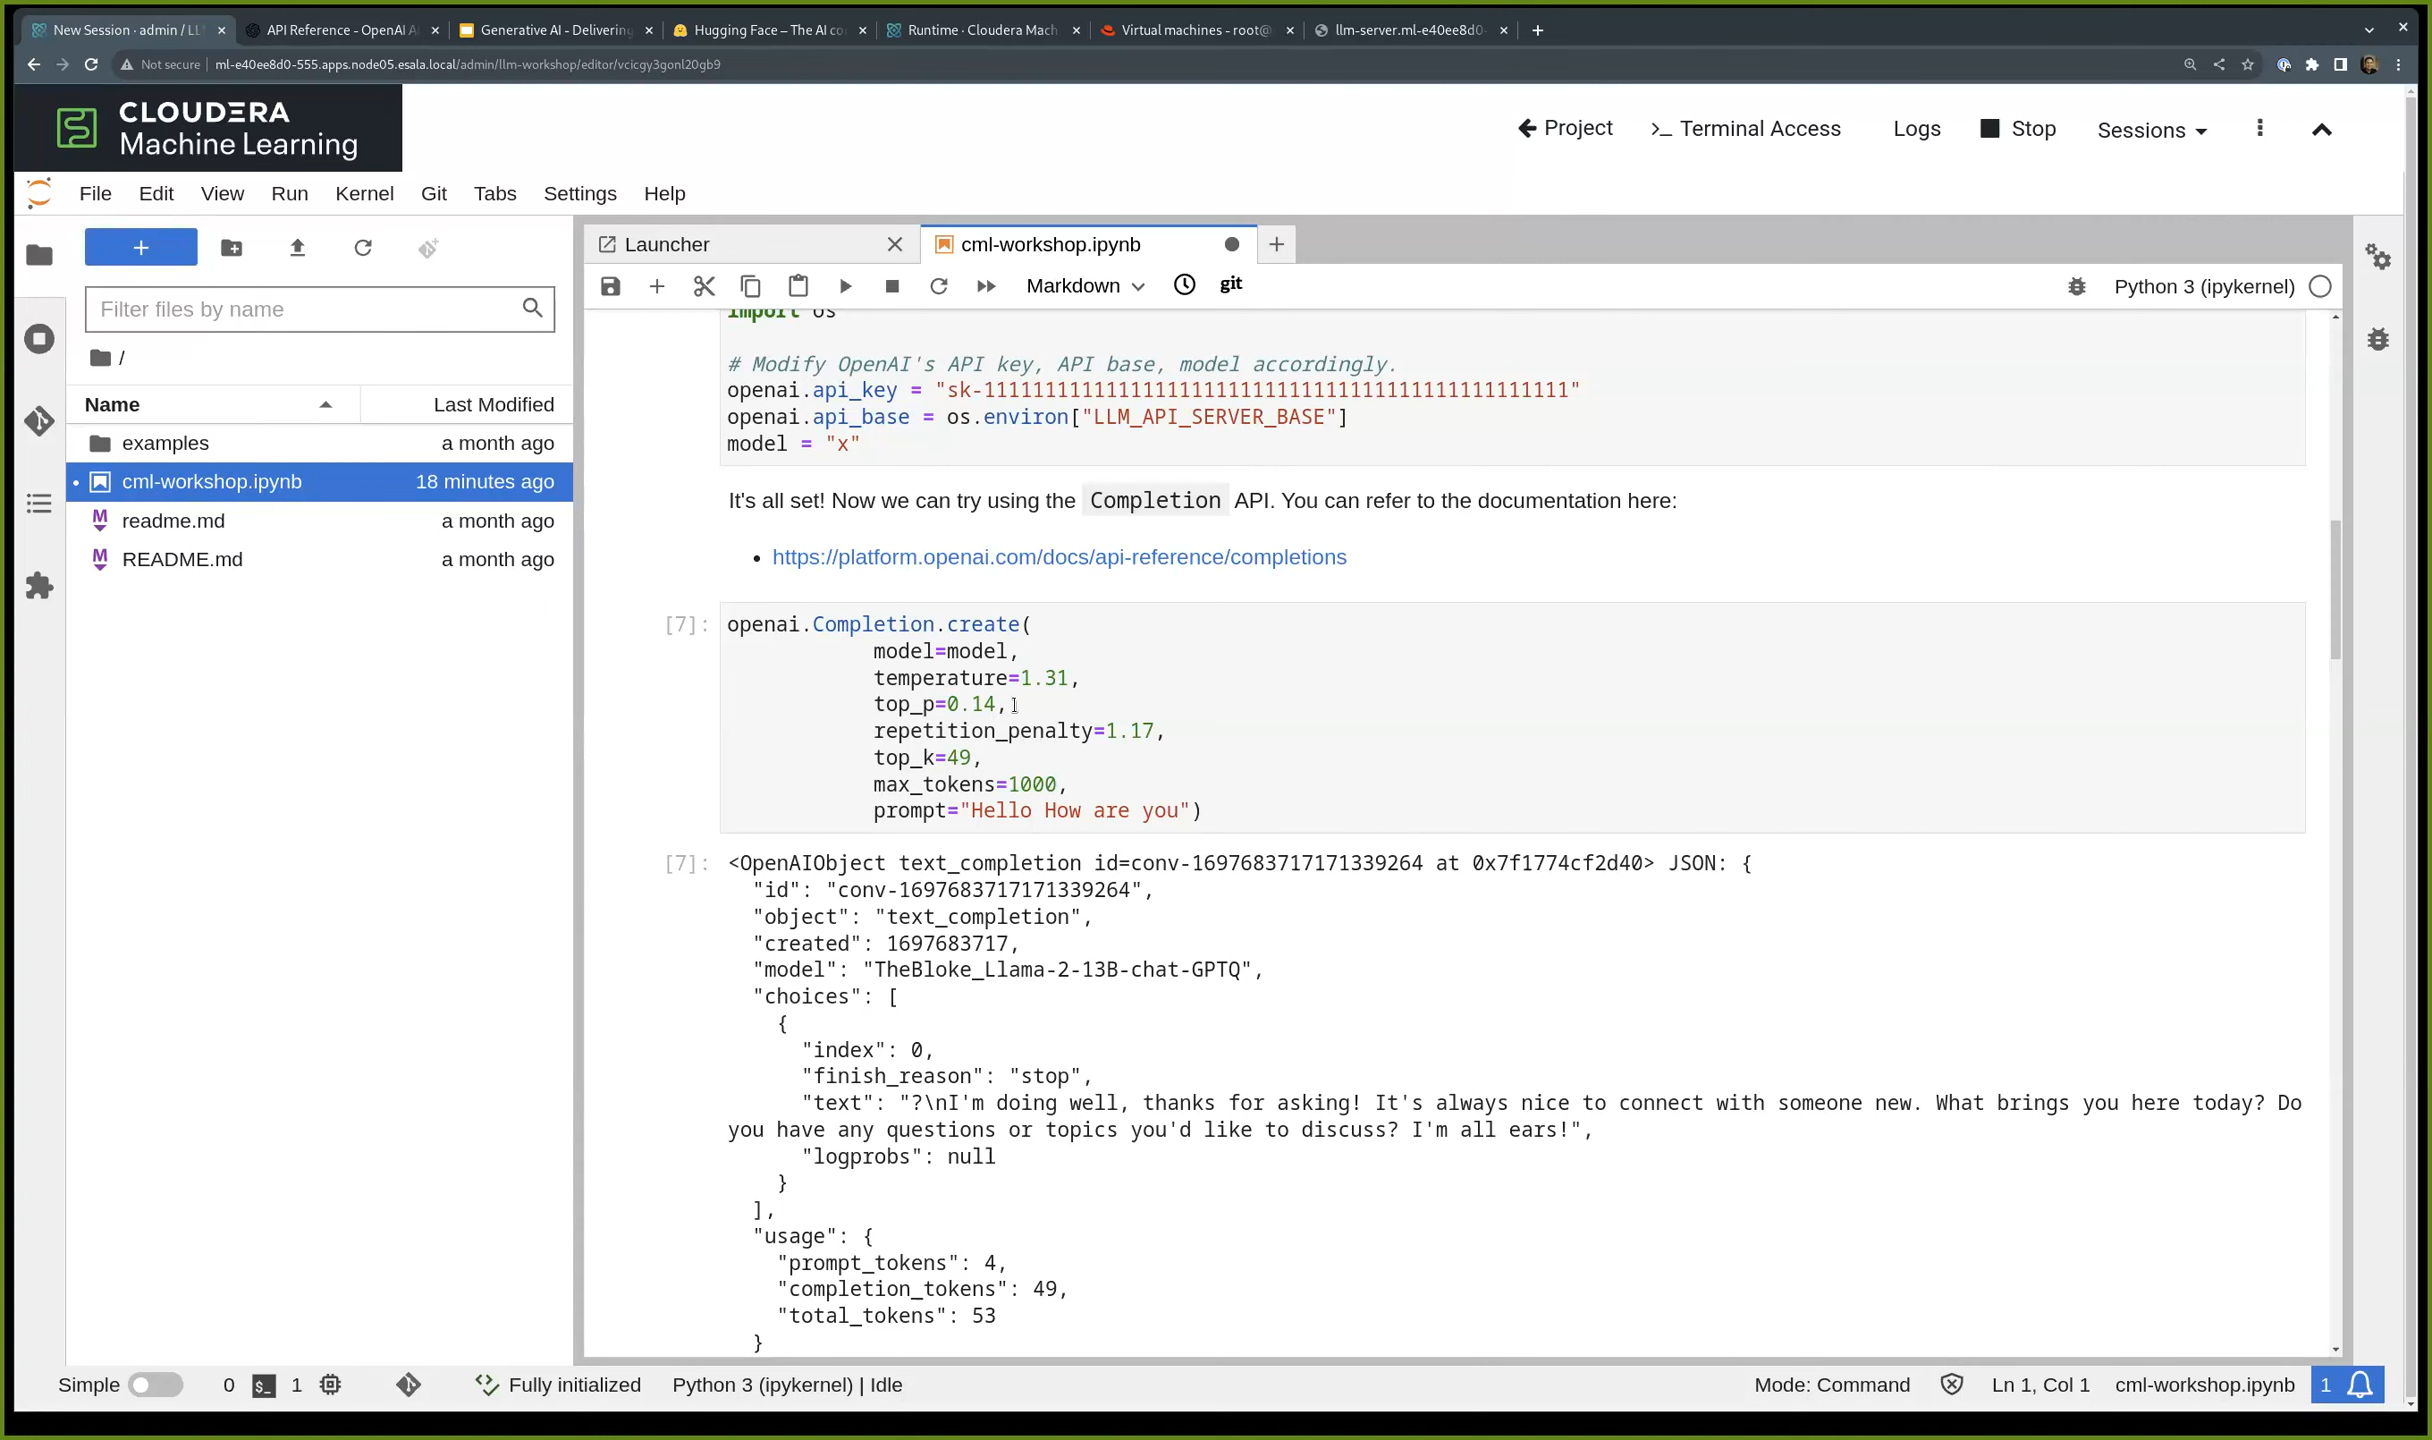 New Session · admin / LL
API Reference - OpenAI A
Generative AI - Delivering
Hugging Face – The AI co
Runtime · Cloudera Mach
Virtual machines - root@
llm-server.ml-e40ee8d0-
Not secure
ml-e40ee8d0-555.apps.node05.esala.local/admin/llm-workshop/editor/vcicgy3gonl20gb9
CLOUDERA
Machine Learning
Project
Terminal Access
Logs
Stop
Sessions
File Edit View Run Kernel Git Tabs Settings Help
Filter files by name
/
Name Last Modified
examples a month ago
cml-workshop.ipynb 18 minutes ago
readme.md a month ago
README.md a month ago
Launcher
cml-workshop.ipynb
Markdown
git
Python 3 (ipykernel)
import os
# Modify OpenAI's API key, API base, model accordingly.
openai.api_key = "sk-111111111111111111111111111111111111111111111111"
openai.api_base = os.environ["LLM_API_SERVER_BASE"]
model = "x"
It's all set! Now we can try using the Completion API. You can refer to the documentation here:
• https://platform.openai.com/docs/api-reference/completions
[7]: openai.Completion.create(
model=model,
temperature=1.31,
top_p=0.14,
repetition_penalty=1.17,
top_k=49,
max_tokens=1000,
prompt="Hello How are you")
[7]: <OpenAIObject text_completion id=conv-1697683717171339264 at 0x7f1774cf2d40> JSON: {
"id": "conv-1697683717171339264",
"object": "text_completion",
"created": 1697683717,
"model": "TheBloke_Llama-2-13B-chat-GPTQ",
"choices": [
{
"index": 0,
"finish_reason": "stop",
"text": "?\nI'm doing well, thanks for asking! It's always nice to connect with someone new. What brings you here today? Do
you have any questions or topics you'd like to discuss? I'm all ears!",
"logprobs": null
}
],
"usage": {
"prompt_tokens": 4,
"completion_tokens": 49,
"total_tokens": 53
}
Simple
0
1
Fully initialized
Python 3 (ipykernel) | Idle
Mode: Command
Ln 1, Col 1
cml-workshop.ipynb
1